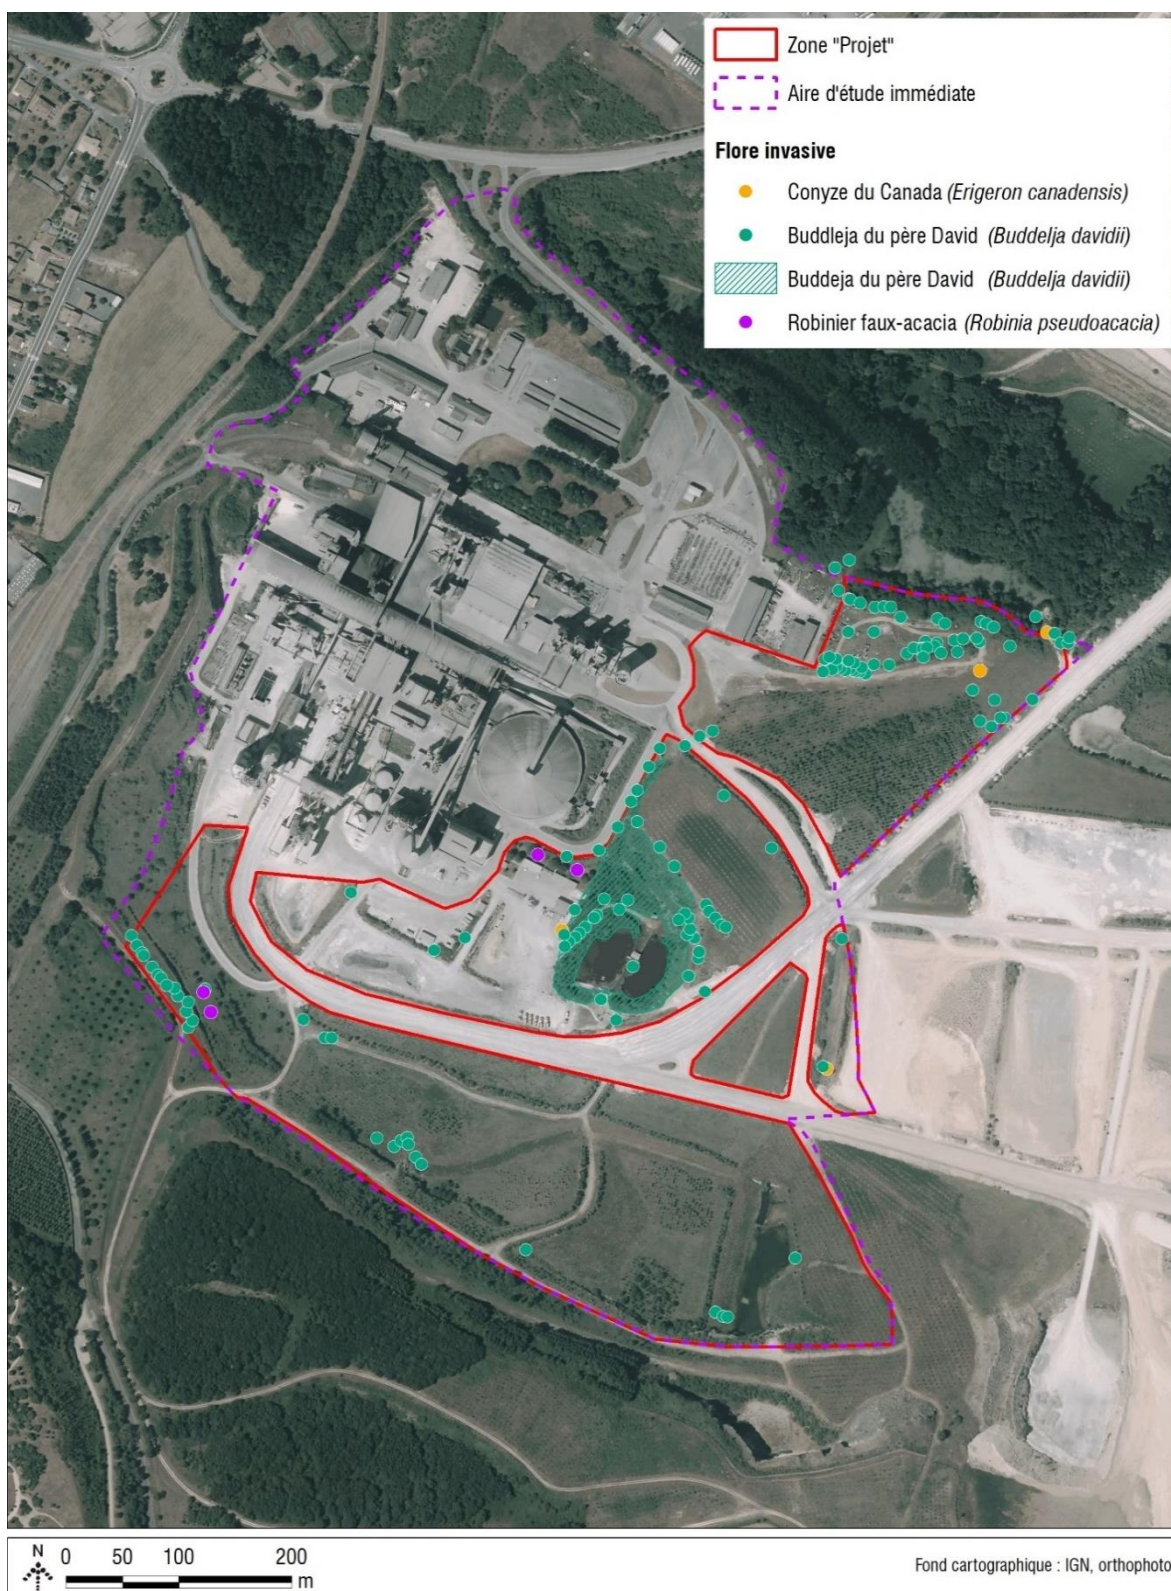 Zone "Projet"
Aire d'étude immédiate
Flore invasive
Conyze du Canada (Erigeron canadensis)
Buddleja du père David (Buddelja davidii)
Buddeja du père David (Buddelja davidii)
Robinier faux-acacia (Robinia pseudoacacia)
N 0 50 100 200
m
Fond cartographique : IGN, orthophoto